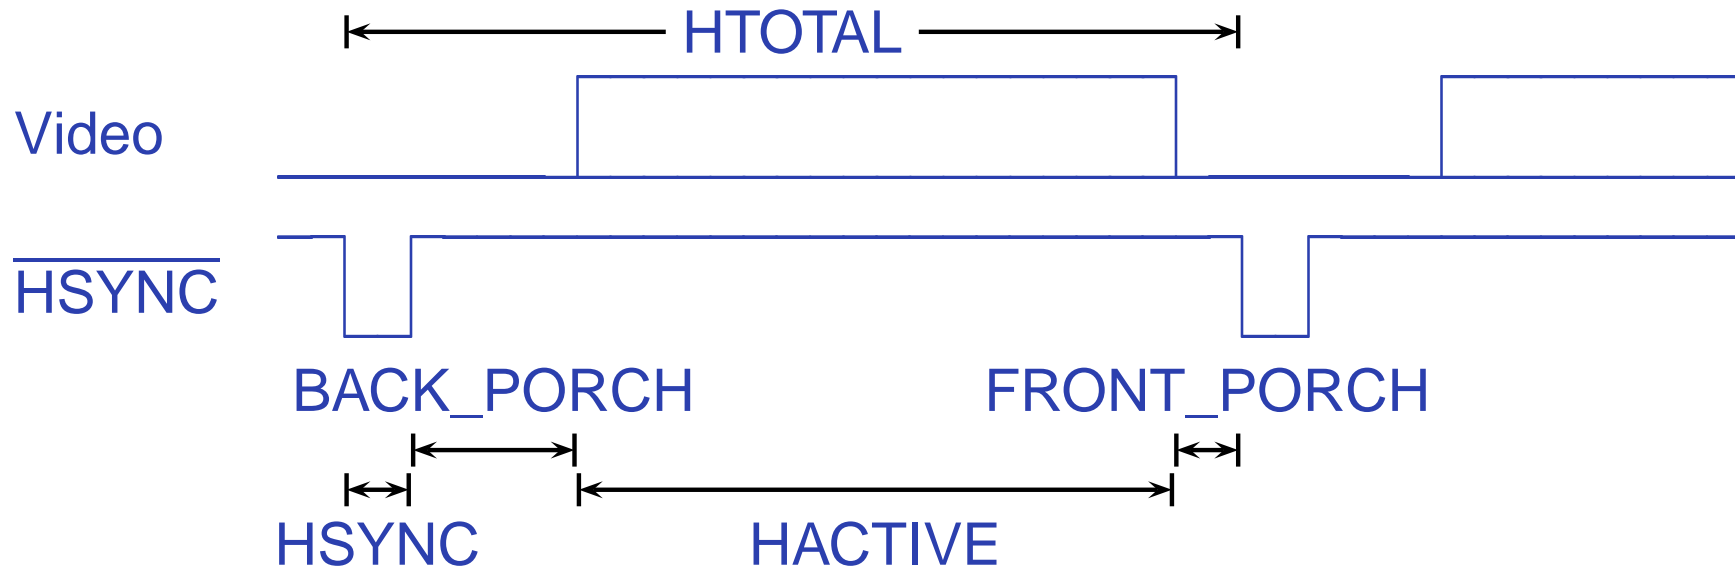 HTOTAL
Video
HSYNC
BACK_PORCH
FRONT_PORCH
HSYNC
HACTIVE